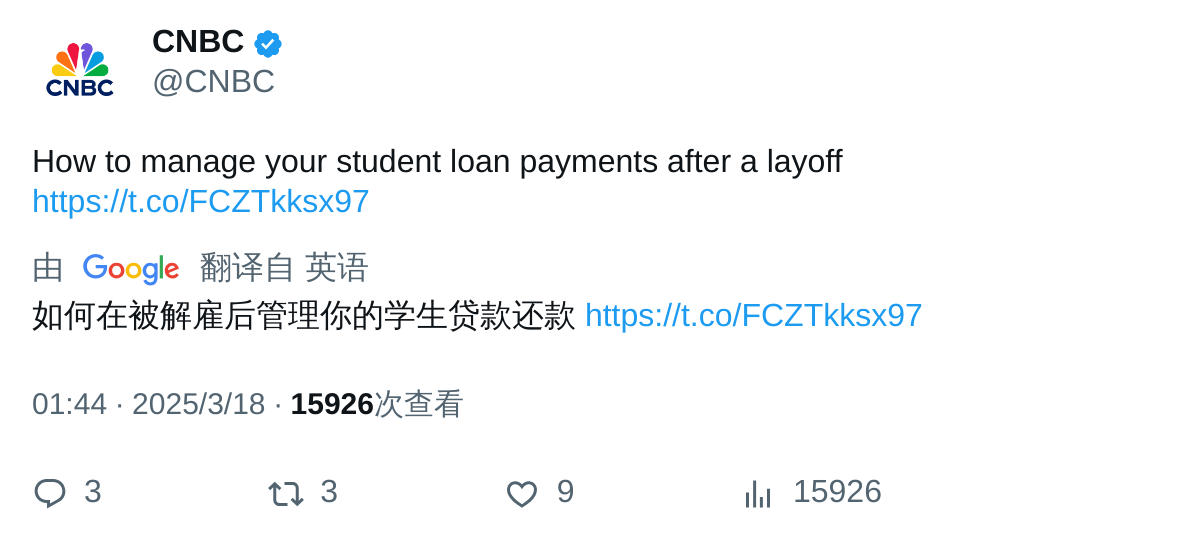 CNBC
CNBC
@CNBC
How to manage your student loan payments after a layoff
https://t.co/FCZTkksx97
由 Google 翻译自 英语
如何在被解雇后管理你的学生贷款还款 https://t.co/FCZTkksx97
01:44 · 2025/3/18 · 15926次查看
3 3 9 15926